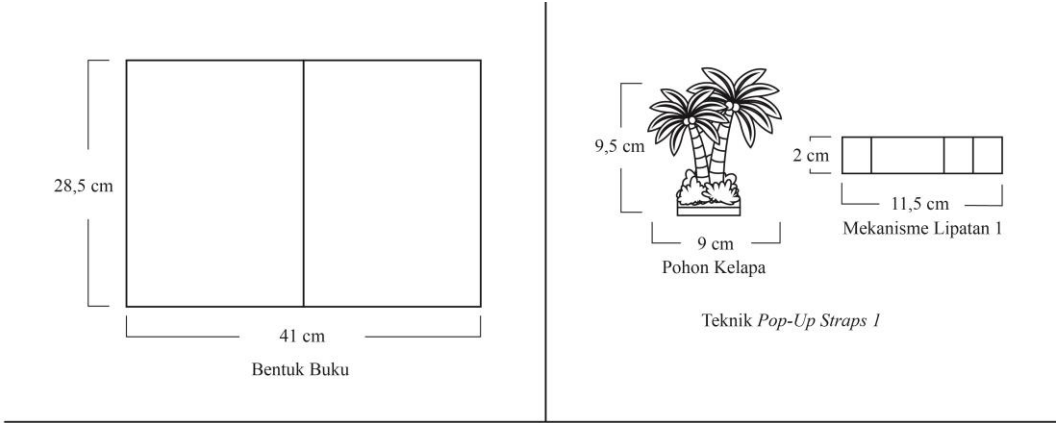 28,5 cm
41 cm
Bentuk Buku
9,5 cm
9 cm
Pohon Kelapa
2 cm
11,5 cm
Mekanisme Lipatan 1
Teknik Pop-Up Straps 1